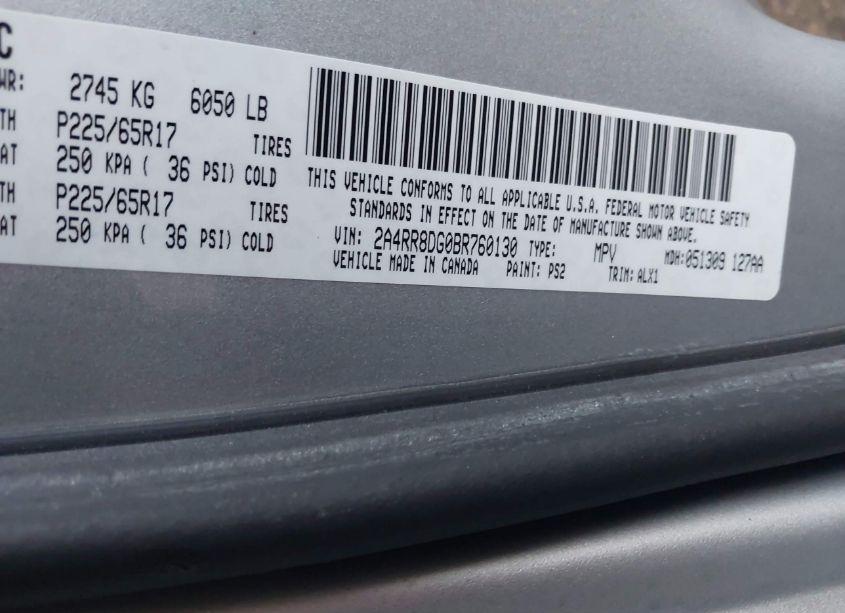 C
WR: 2745 KG 6050 LB
TH P225/65R17 TIRES
AT 250 KPA ( 36 PSI) COLD
TH P225/65R17 TIRES
AT 250 KPA ( 36 PSI) COLD
THIS VEHICLE CONFORMS TO ALL APPLICABLE U.S.A. FEDERAL MOTOR VEHICLE SAFETY
STANDARDS IN EFFECT ON THE DATE OF MANUFACTURE SHOWN ABOVE.
VIN: 2A4RR8DG0BR760130 TYPE: MPV MDH:051309 127AA
VEHICLE MADE IN CANADA PAINT: PS2 TRIM: ALX1